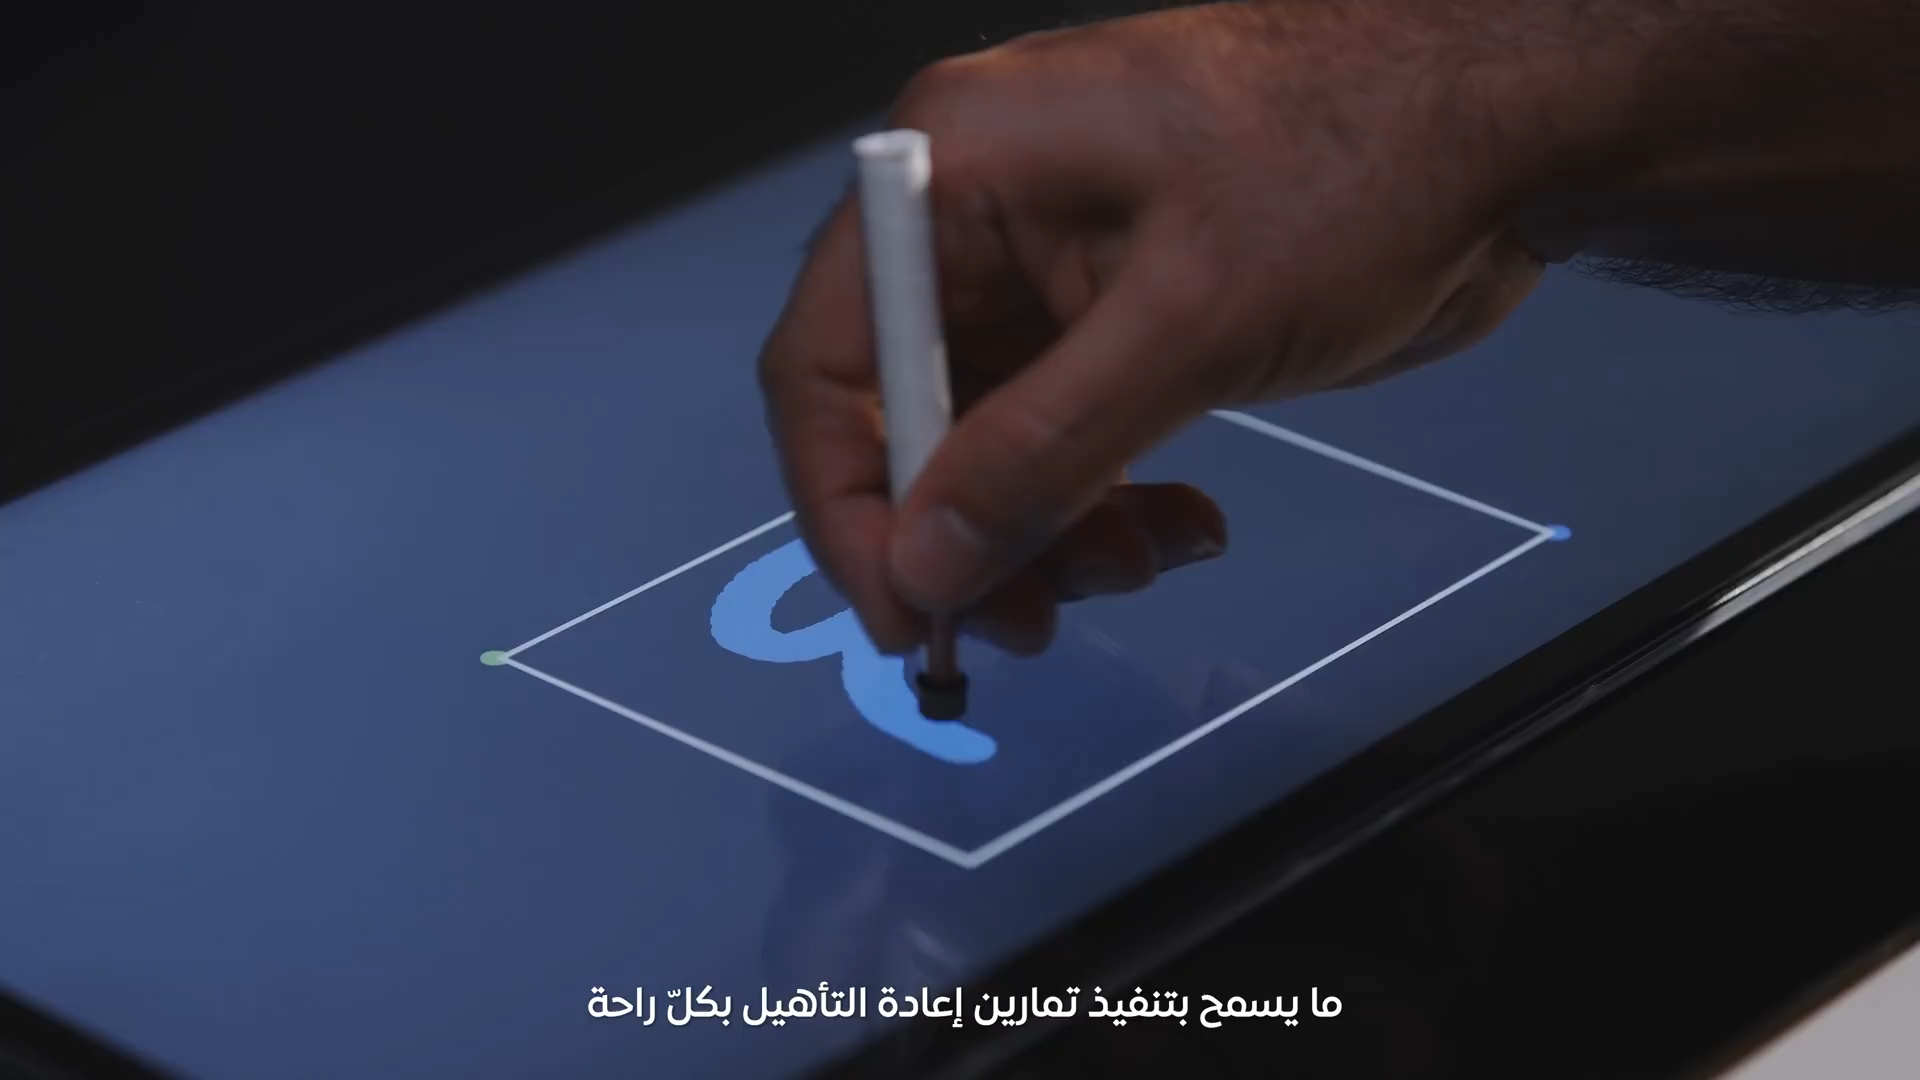 ما يسمح بتنفيذ تمارين إعادة التأهيل بكلّ راحة